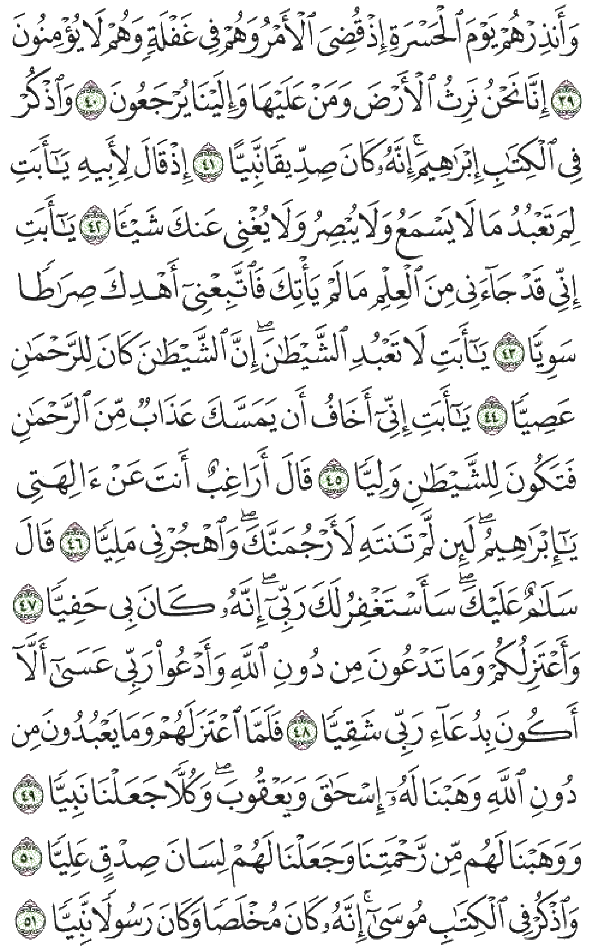 وَأَنذِرْهُمْ يَوْمَ ٱلْحَسْرَةِ إِذْ قُضِىَ ٱلْأَمْرُ وَهُمْ فِى غَفْلَةٍ وَهُمْ لَا يُؤْمِنُونَ
٣٩ إِنَّا نَحْنُ نَرِثُ ٱلْأَرْضَ وَمَنْ عَلَيْهَا وَإِلَيْنَا يُرْجَعُونَ ٤٠ وَٱذْكُرْ
فِى ٱلْكِتَٰبِ إِبْرَٰهِيمَ ۚ إِنَّهُۥ كَانَ صِدِّيقًا نَّبِيًّا ٤١ إِذْ قَالَ لِأَبِيهِ يَٰٓأَبَتِ
لِمَ تَعْبُدُ مَا لَا يَسْمَعُ وَلَا يُبْصِرُ وَلَا يُغْنِى عَنكَ شَيْـًٔا ٤٢ يَٰٓأَبَتِ
إِنِّى قَدْ جَآءَنِى مِنَ ٱلْعِلْمِ مَا لَمْ يَأْتِكَ فَٱتَّبِعْنِىٓ أَهْدِكَ صِرَٰطًا
سَوِيًّا ٤٣ يَٰٓأَبَتِ لَا تَعْبُدِ ٱلشَّيْطَٰنَ ۖ إِنَّ ٱلشَّيْطَٰنَ كَانَ لِلرَّحْمَٰنِ
عَصِيًّا ٤٤ يَٰٓأَبَتِ إِنِّىٓ أَخَافُ أَن يَمَسَّكَ عَذَابٌ مِّنَ ٱلرَّحْمَٰنِ
فَتَكُونَ لِلشَّيْطَٰنِ وَلِيًّا ٤٥ قَالَ أَرَاغِبٌ أَنتَ عَنْ ءَالِهَتِى
يَٰٓإِبْرَٰهِيمُ ۖ لَئِن لَّمْ تَنتَهِ لَأَرْجُمَنَّكَ ۖ وَٱهْجُرْنِى مَلِيًّا ٤٦ قَالَ
سَلَٰمٌ عَلَيْكَ ۖ سَأَسْتَغْفِرُ لَكَ رَبِّىٓ ۖ إِنَّهُۥ كَانَ بِى حَفِيًّا ٤٧
وَأَعْتَزِلُكُمْ وَمَا تَدْعُونَ مِن دُونِ ٱللَّهِ وَأَدْعُوا۟ رَبِّى عَسَىٰٓ أَلَّآ
أَكُونَ بِدُعَآءِ رَبِّى شَقِيًّا ٤٨ فَلَمَّا ٱعْتَزَلَهُمْ وَمَا يَعْبُدُونَ مِن
دُونِ ٱللَّهِ وَهَبْنَا لَهُۥٓ إِسْحَٰقَ وَيَعْقُوبَ ۖ وَكُلًّا جَعَلْنَا نَبِيًّا ٤٩
وَوَهَبْنَا لَهُم مِّن رَّحْمَتِنَا وَجَعَلْنَا لَهُمْ لِسَانَ صِدْقٍ عَلِيًّا ٥٠
وَٱذْكُرْ فِى ٱلْكِتَٰبِ مُوسَىٰٓ ۚ إِنَّهُۥ كَانَ مُخْلَصًا وَكَانَ رَسُولًا نَّبِيًّا ٥١